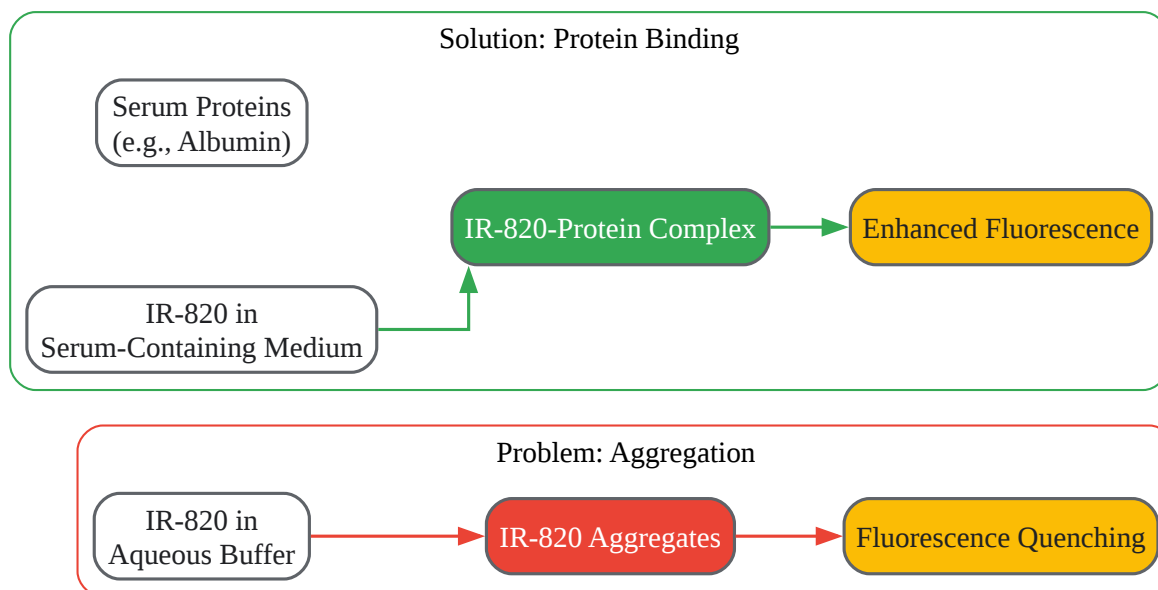 Solution: Protein Binding
Serum Proteins
(e.g., Albumin)
IR-820-Protein Complex
Enhanced Fluorescence
IR-820 in
Serum-Containing Medium
Problem: Aggregation
IR-820 in
Aqueous Buffer
IR-820 Aggregates
Fluorescence Quenching